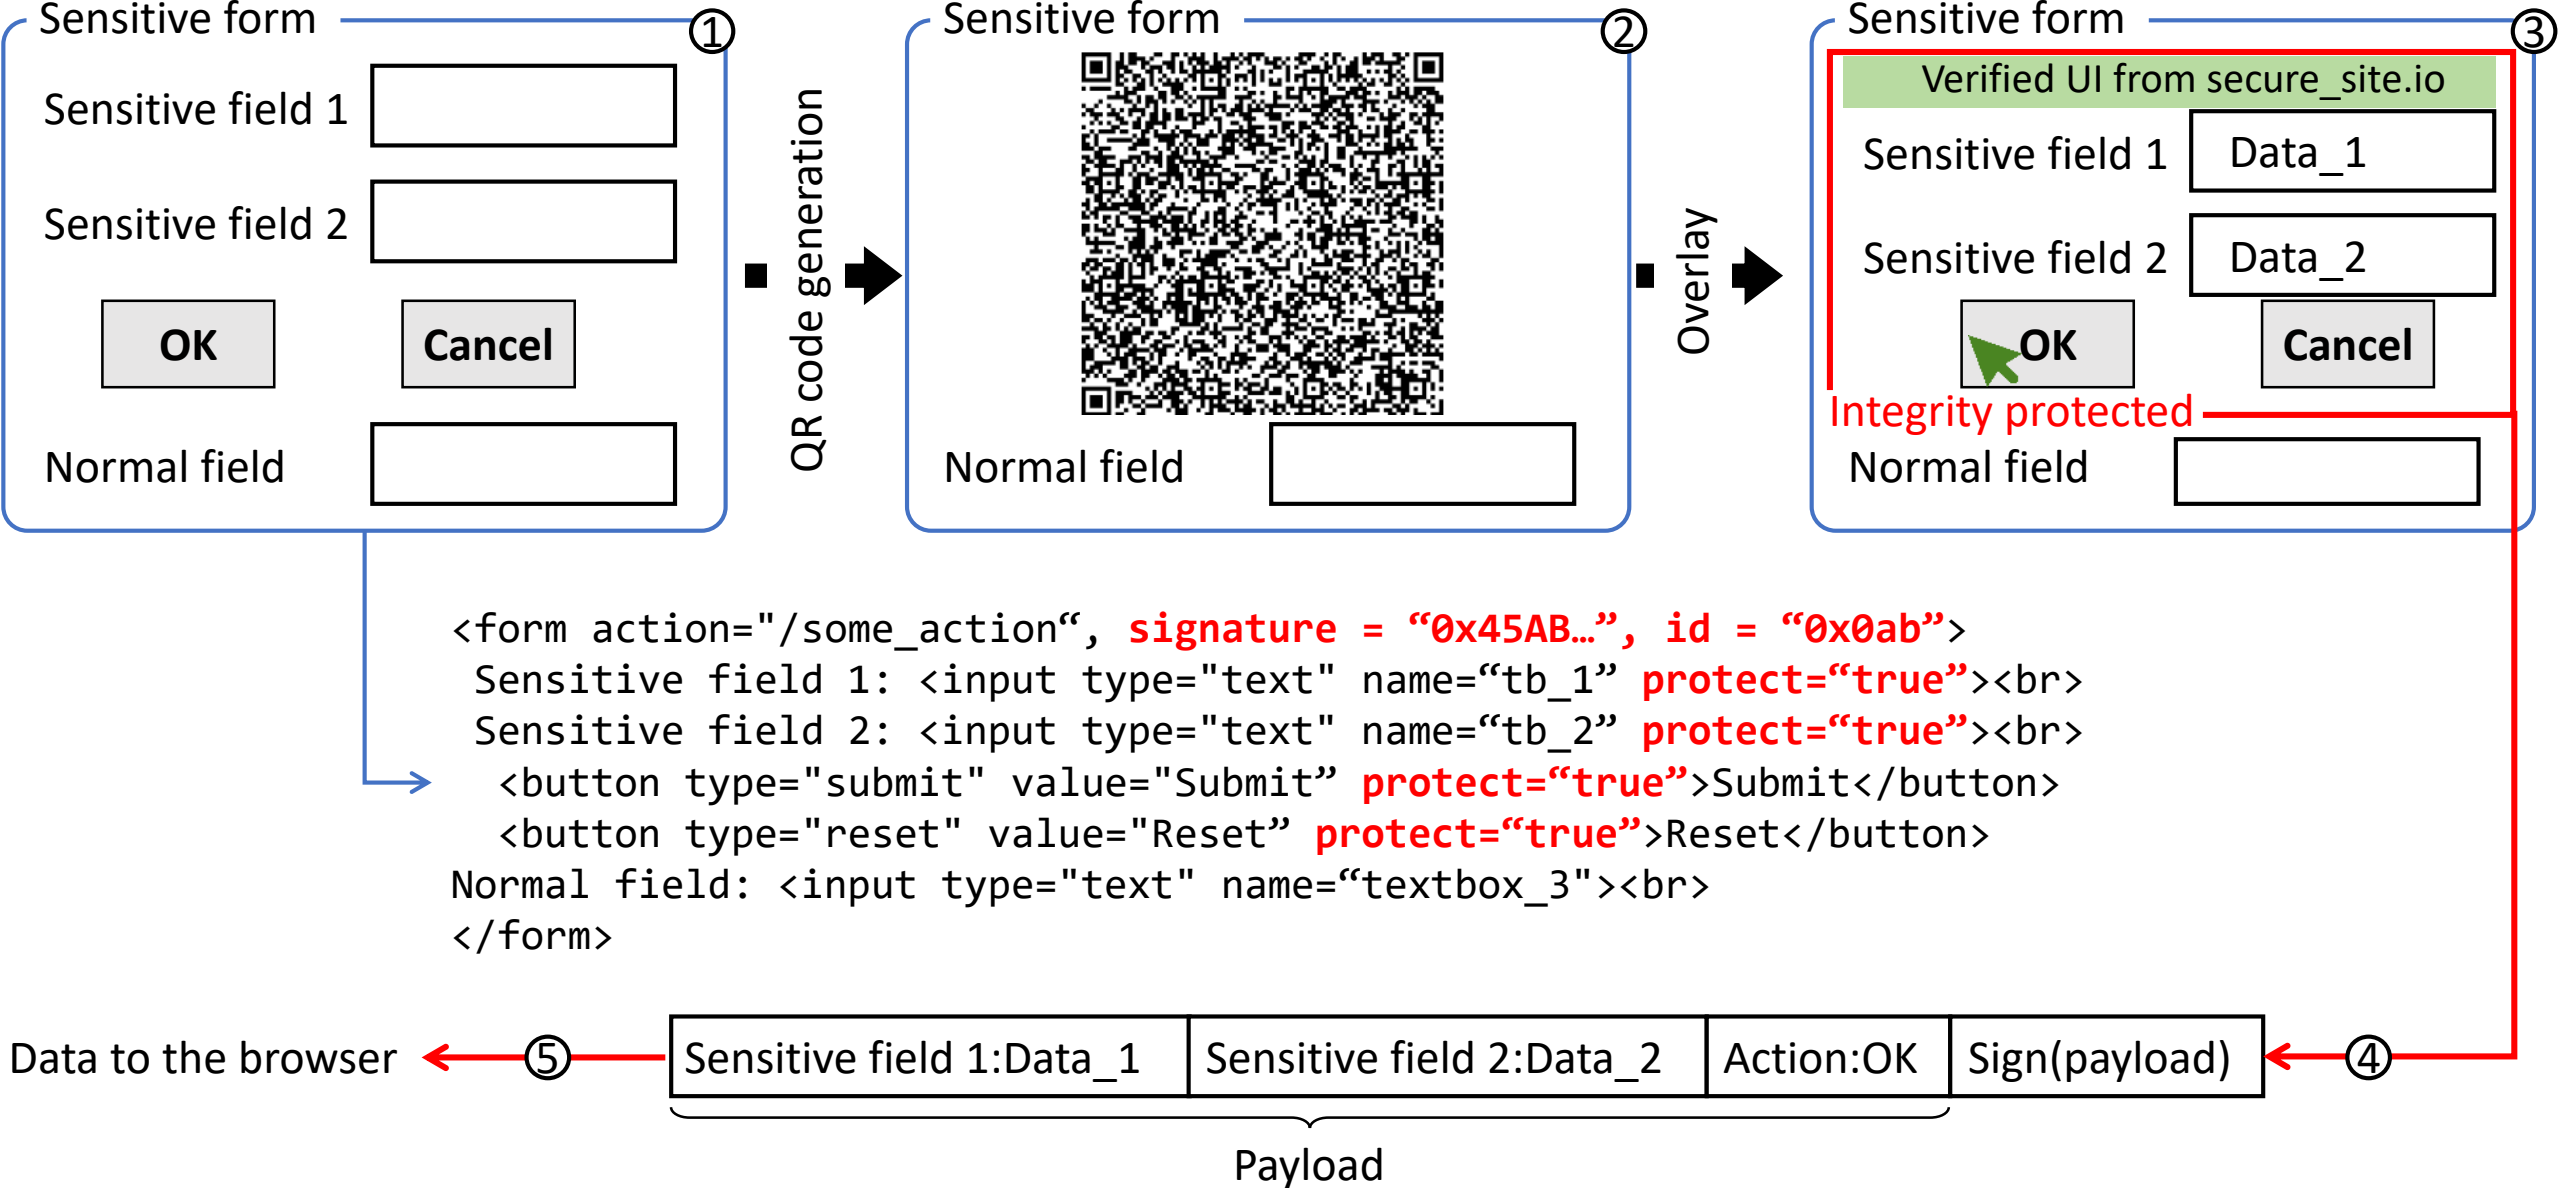 Sensitive form
①
Sensitive field 1
Sensitive field 2
OK
Cancel
Normal field
QR code generation
Sensitive form
②
Normal field
Overlay
Sensitive form
③
Verified UI from secure_site.io
Sensitive field 1
Data_1
Sensitive field 2
Data_2
OK
Cancel
Integrity protected
Normal field
<form action="/some_action“, signature = “0x45AB…”, id = “0x0ab”>
Sensitive field 1: <input type="text" name=“tb_1” protect=“true”><br>
Sensitive field 2: <input type="text" name=“tb_2” protect=“true”><br>
<button type="submit" value="Submit” protect=“true”>Submit</button>
<button type="reset" value="Reset” protect=“true”>Reset</button>
Normal field: <input type="text" name=“textbox_3"><br>
</form>
Data to the browser
⑤
Sensitive field 1:Data_1
Sensitive field 2:Data_2
Action:OK
Sign(payload)
④
Payload